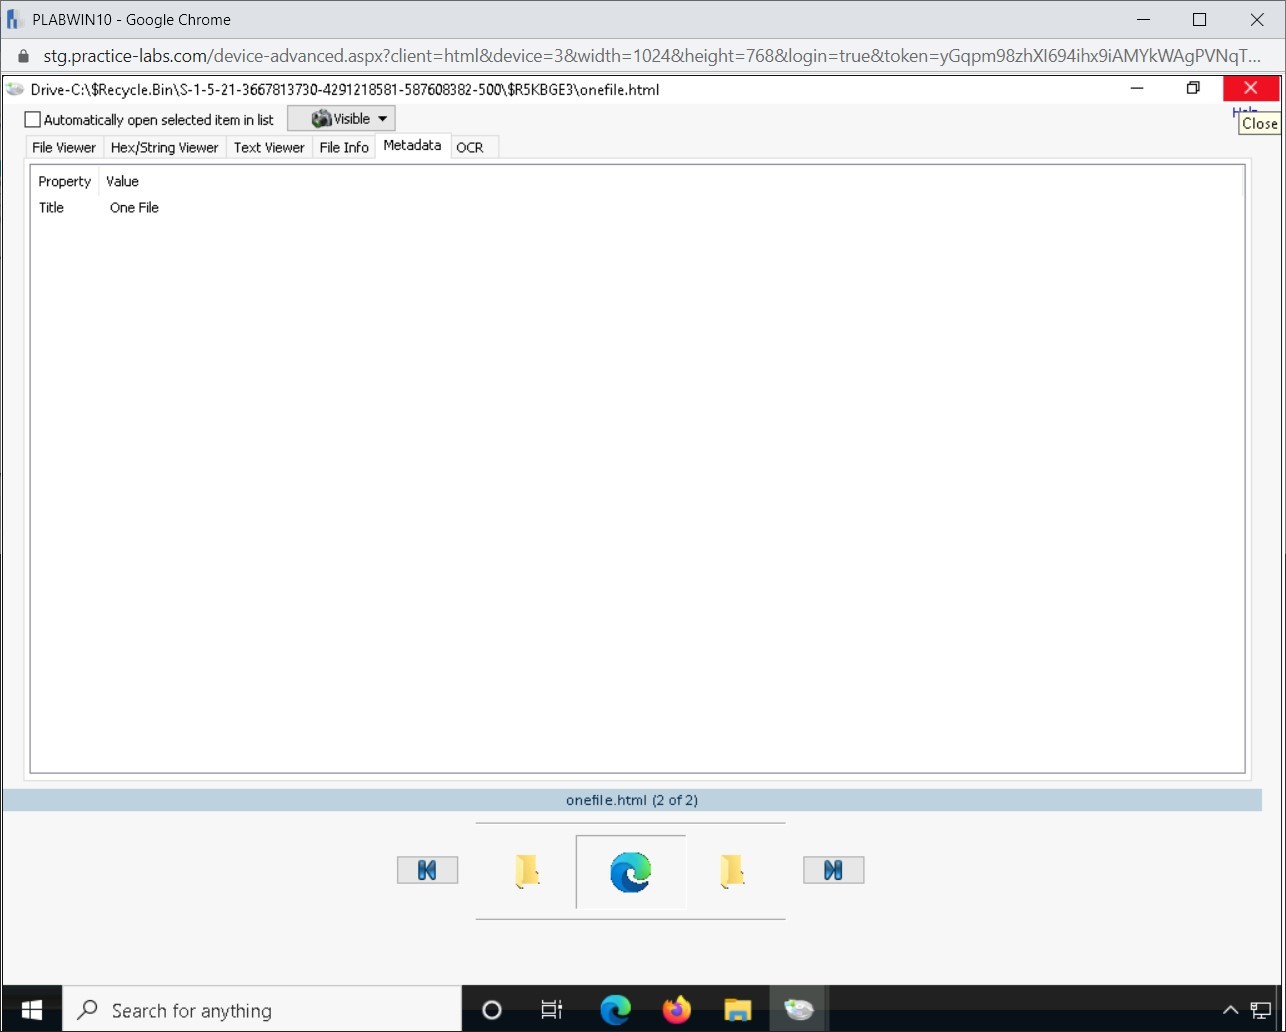 PLABWIN10 - Google Chrome
stg.practice-labs.com/device-advanced.aspx?client=html&device=3&width=1024&height=768&login=true&token=yGqpm98zhXI694ihx9iAMYkWAgPVNqT...
Drive-C:\$Recycle.Bin\S-1-5-21-3667813730-4291218581-587608382-500\$R5KBGE3\onefile.html
Automatically open selected item in list Visible
Close
File Viewer Hex/String Viewer Text Viewer File Info Metadata OCR
Property Value
Title One File
onefile.html (2 of 2)
Search for anything